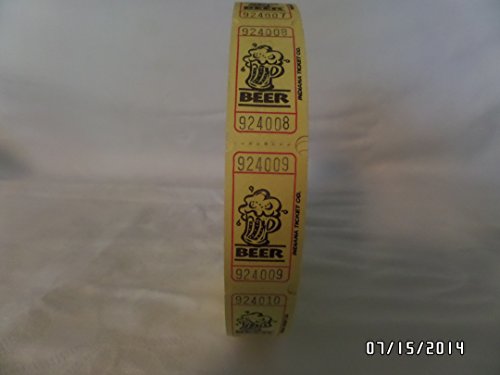 924007
924008
BEER
924008
INDIANA TICKET CO.
924009
BEER
924009
INDIANA TICKET CO.
924010
07/15/2014